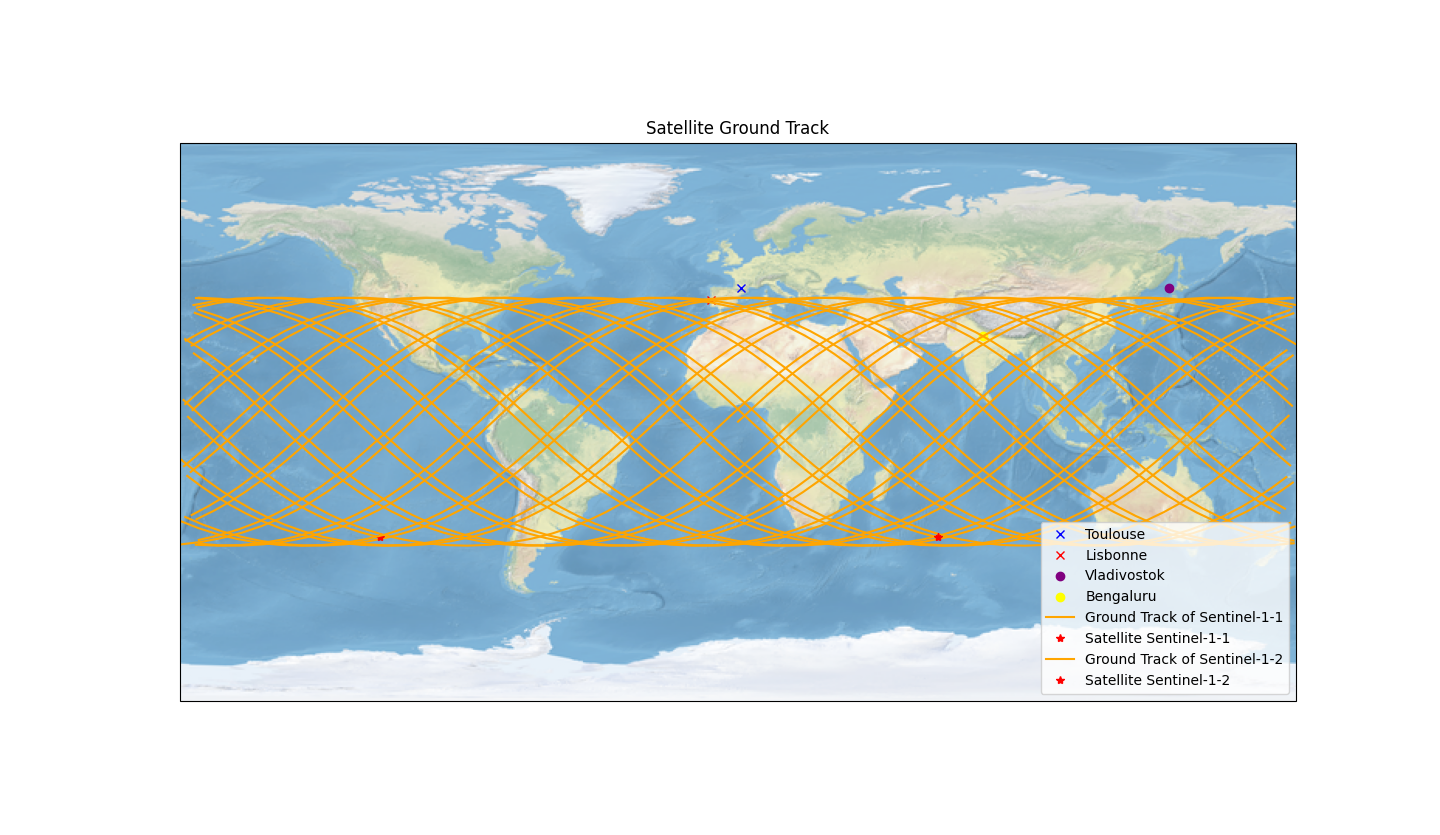 Satellite Ground Track
Toulouse
Lisbonne
Vladivostok
Bengaluru
Ground Track of Sentinel-1-1
Satellite Sentinel-1-1
Ground Track of Sentinel-1-2
Satellite Sentinel-1-2